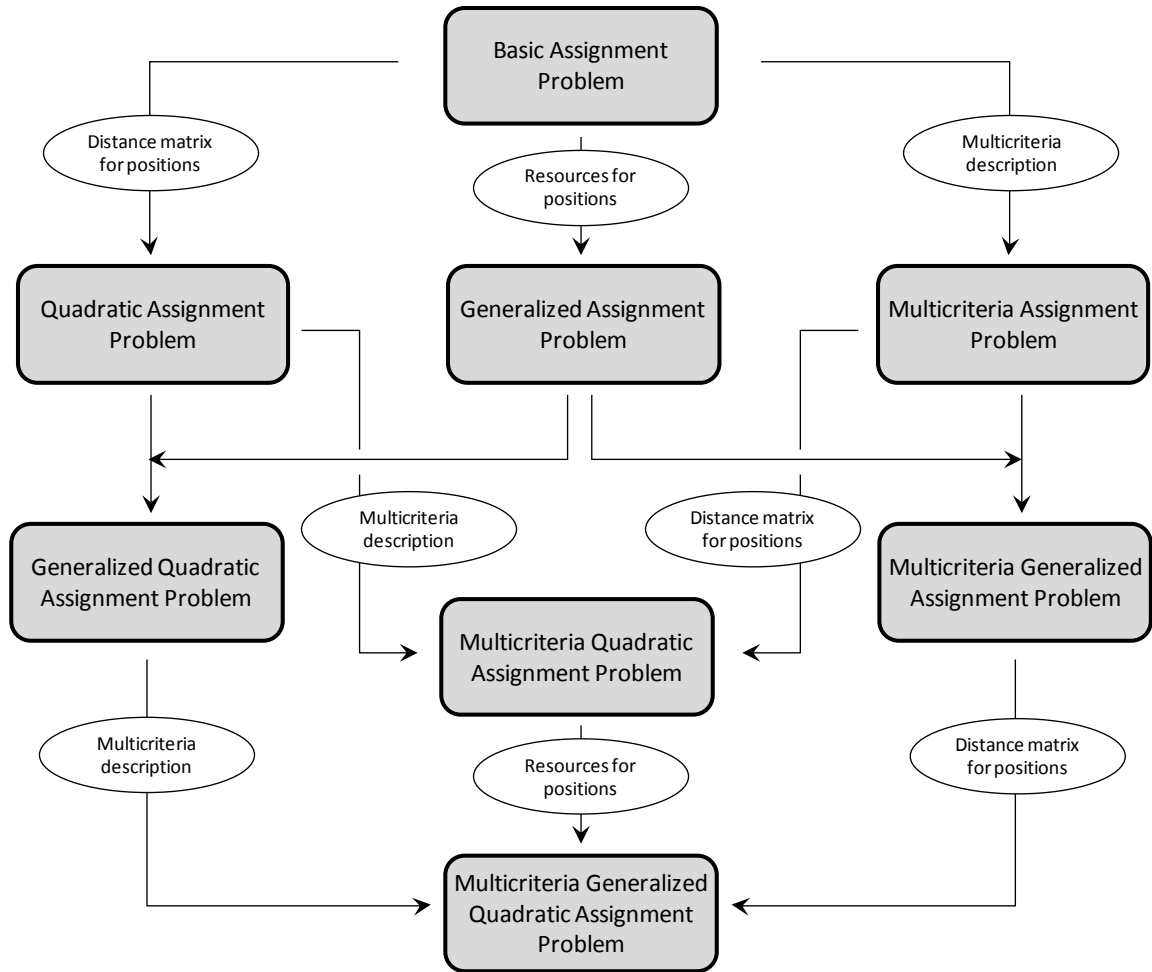 Basic Assignment
Problem
Distance matrix
for positions
Resources for
positions
Multicriteria
description
Quadratic Assignment
Problem
Generalized Assignment
Problem
Multicriteria Assignment
Problem
Multicriteria
description
Distance matrix
for positions
Generalized Quadratic
Assignment Problem
Multicriteria Generalized
Assignment Problem
Multicriteria Quadratic
Assignment Problem
Multicriteria
description
Resources for
positions
Distance matrix
for positions
Multicriteria Generalized
Quadratic Assignment
Problem